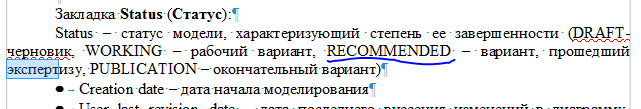 Закладка Status (Статус):¶
Status – статус модели, характеризующий степень ее завершенности (DRAFT-
черновик, WORKING – рабочий вариант, RECOMMENDED – вариант, прошедший
экспертизу, PUBLICATION – окончательный вариант)¶
● – Creation date – дата начала моделирования¶
● – User last revision date – дата последнего внесения изменений в диаграмму